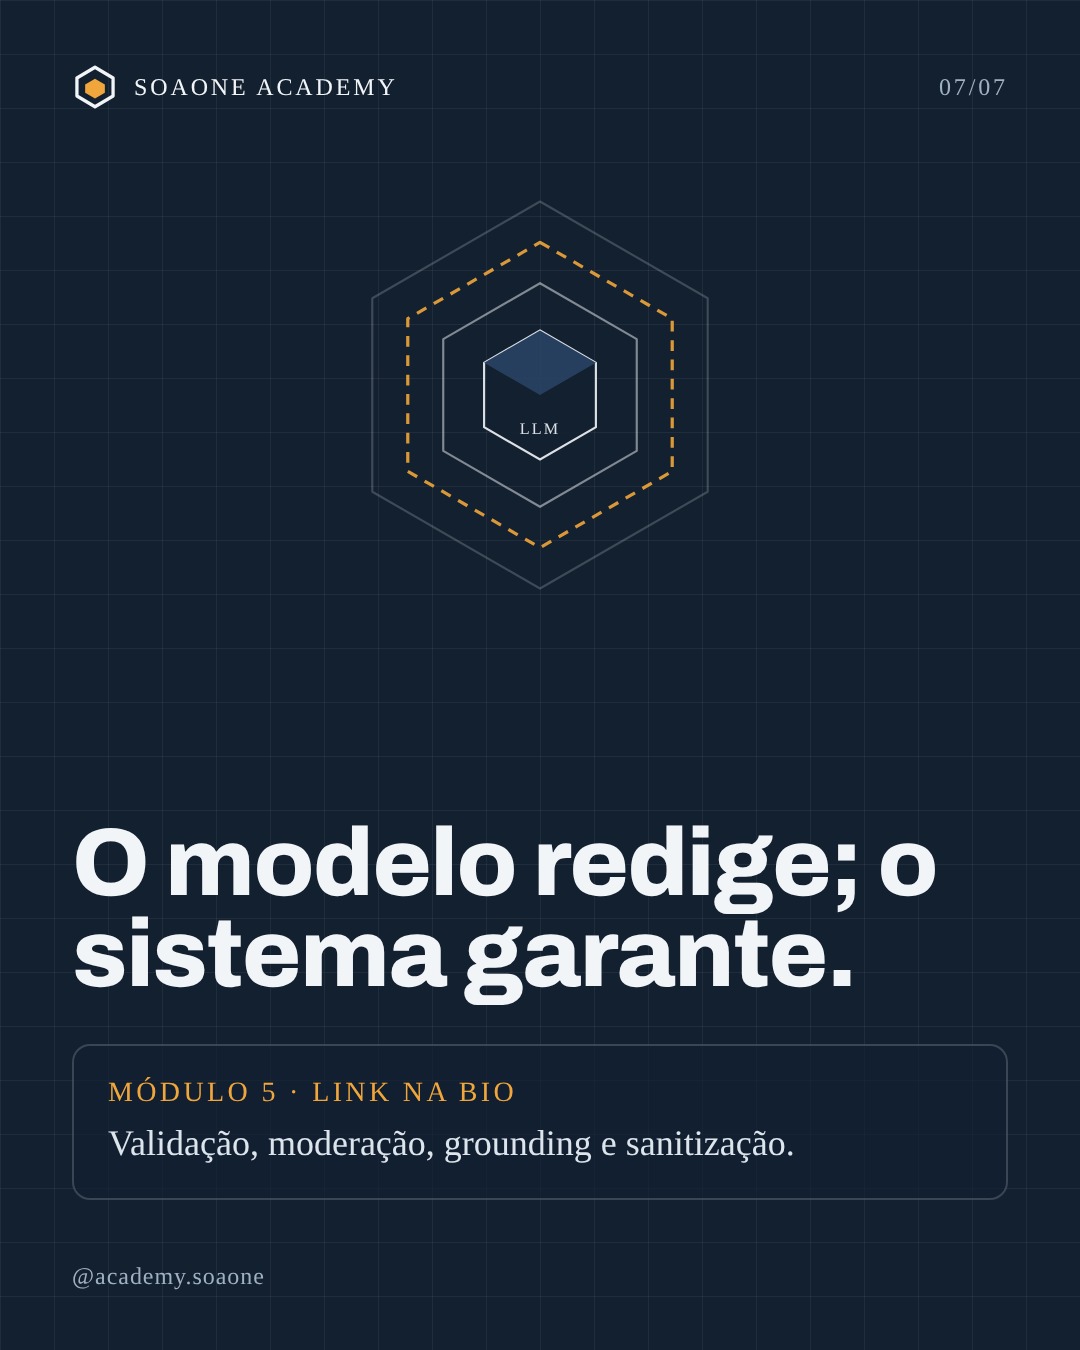 SOAONE ACADEMY
07/07
LLM
O modelo redige; o
sistema garante.
MÓDULO 5 · LINK NA BIO
Validação, moderação, grounding e sanitização.
@academy.soaone